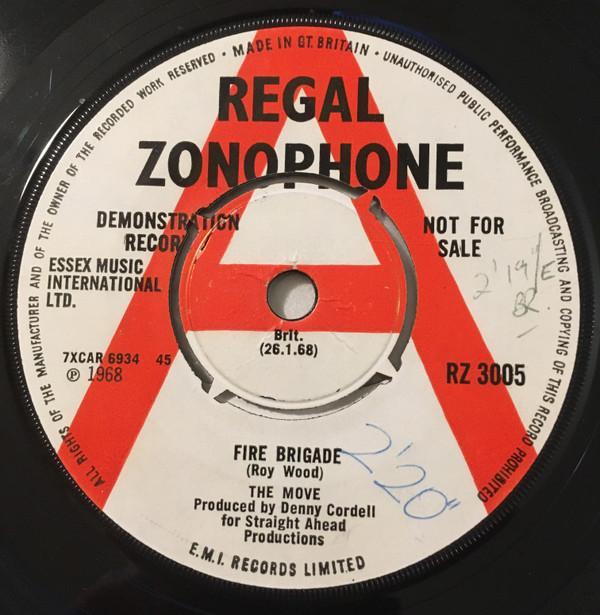 ALL RIGHTS OF THE MANUFACTURER AND OF THE OWNER OF THE RECORDED WORK RESERVED · MADE IN GT. BRITAIN · UNAUTHORISED PUBLIC PERFORMANCE BROADCASTING AND COPYING OF THIS RECORD PROHIBITED
REGAL
ZONOPHONE
DEMONSTRATION
RECORD
NOT FOR
SALE
ESSEX MUSIC
INTERNATIONAL
LTD.
2'19"/E
BR.
Brit.
(26.1.68)
7XCAR 6934 45
℗ 1968
RZ 3005
FIRE BRIGADE
(Roy Wood)
2'20"
THE MOVE
Produced by Denny Cordell
for Straight Ahead
Productions
E.M.I. RECORDS LIMITED